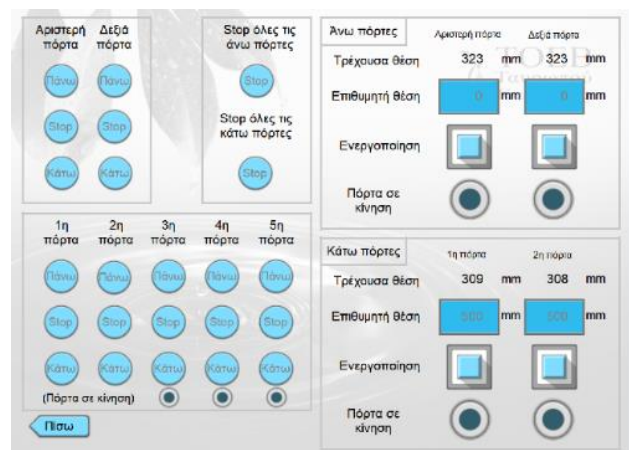 Αριστερή Δεξιά
πόρτα πόρτα
Πάνω Πάνω
Stop Stop
Κάτω Κάτω
Stop όλες τις
άνω πόρτες
Stop
Stop όλες τις
κάτω πόρτες
Stop
Άνω πόρτες Αριστερή πόρτα Δεξιά πόρτα
Τρέχουσα θέση 323 mm 323 mm
ΤΟΕΒ
Επιθυμητή θέση 0 mm 0 mm
Ενεργοποίηση
Πόρτα σε
κίνηση
1η 2η 3η 4η 5η
πόρτα πόρτα πόρτα πόρτα πόρτα
Πάνω Πάνω Πάνω Πάνω Πάνω
Stop Stop Stop Stop Stop
Κάτω Κάτω Κάτω Κάτω Κάτω
(Πόρτα σε κίνηση)
Πίσω
Κάτω πόρτες 1η πόρτα 2η πόρτα
Τρέχουσα θέση 309 mm 308 mm
Επιθυμητή θέση 500 mm 500 mm
Ενεργοποίηση
Πόρτα σε
κίνηση